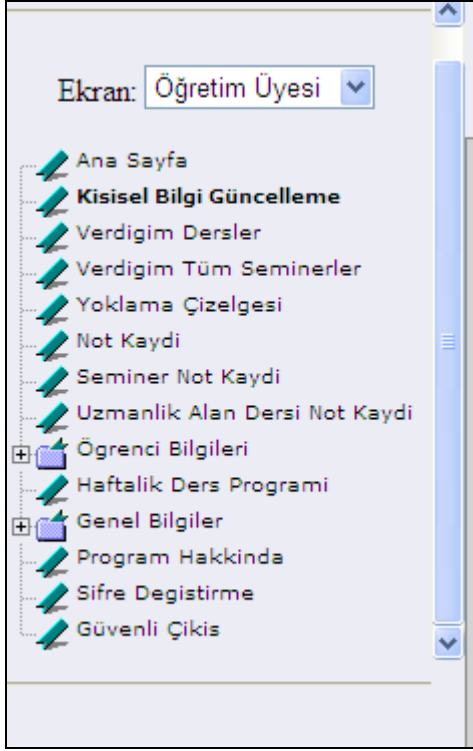 Ekran: Öğretim Üyesi
Ana Sayfa
Kisisel Bilgi Güncelleme
Verdigim Dersler
Verdigim Tüm Seminerler
Yoklama Çizelgesi
Not Kaydi
Seminer Not Kaydi
Uzmanlik Alan Dersi Not Kaydi
Ögrenci Bilgileri
Haftalik Ders Programi
Genel Bilgiler
Program Hakkinda
Sifre Degistirme
Güvenli Çikis